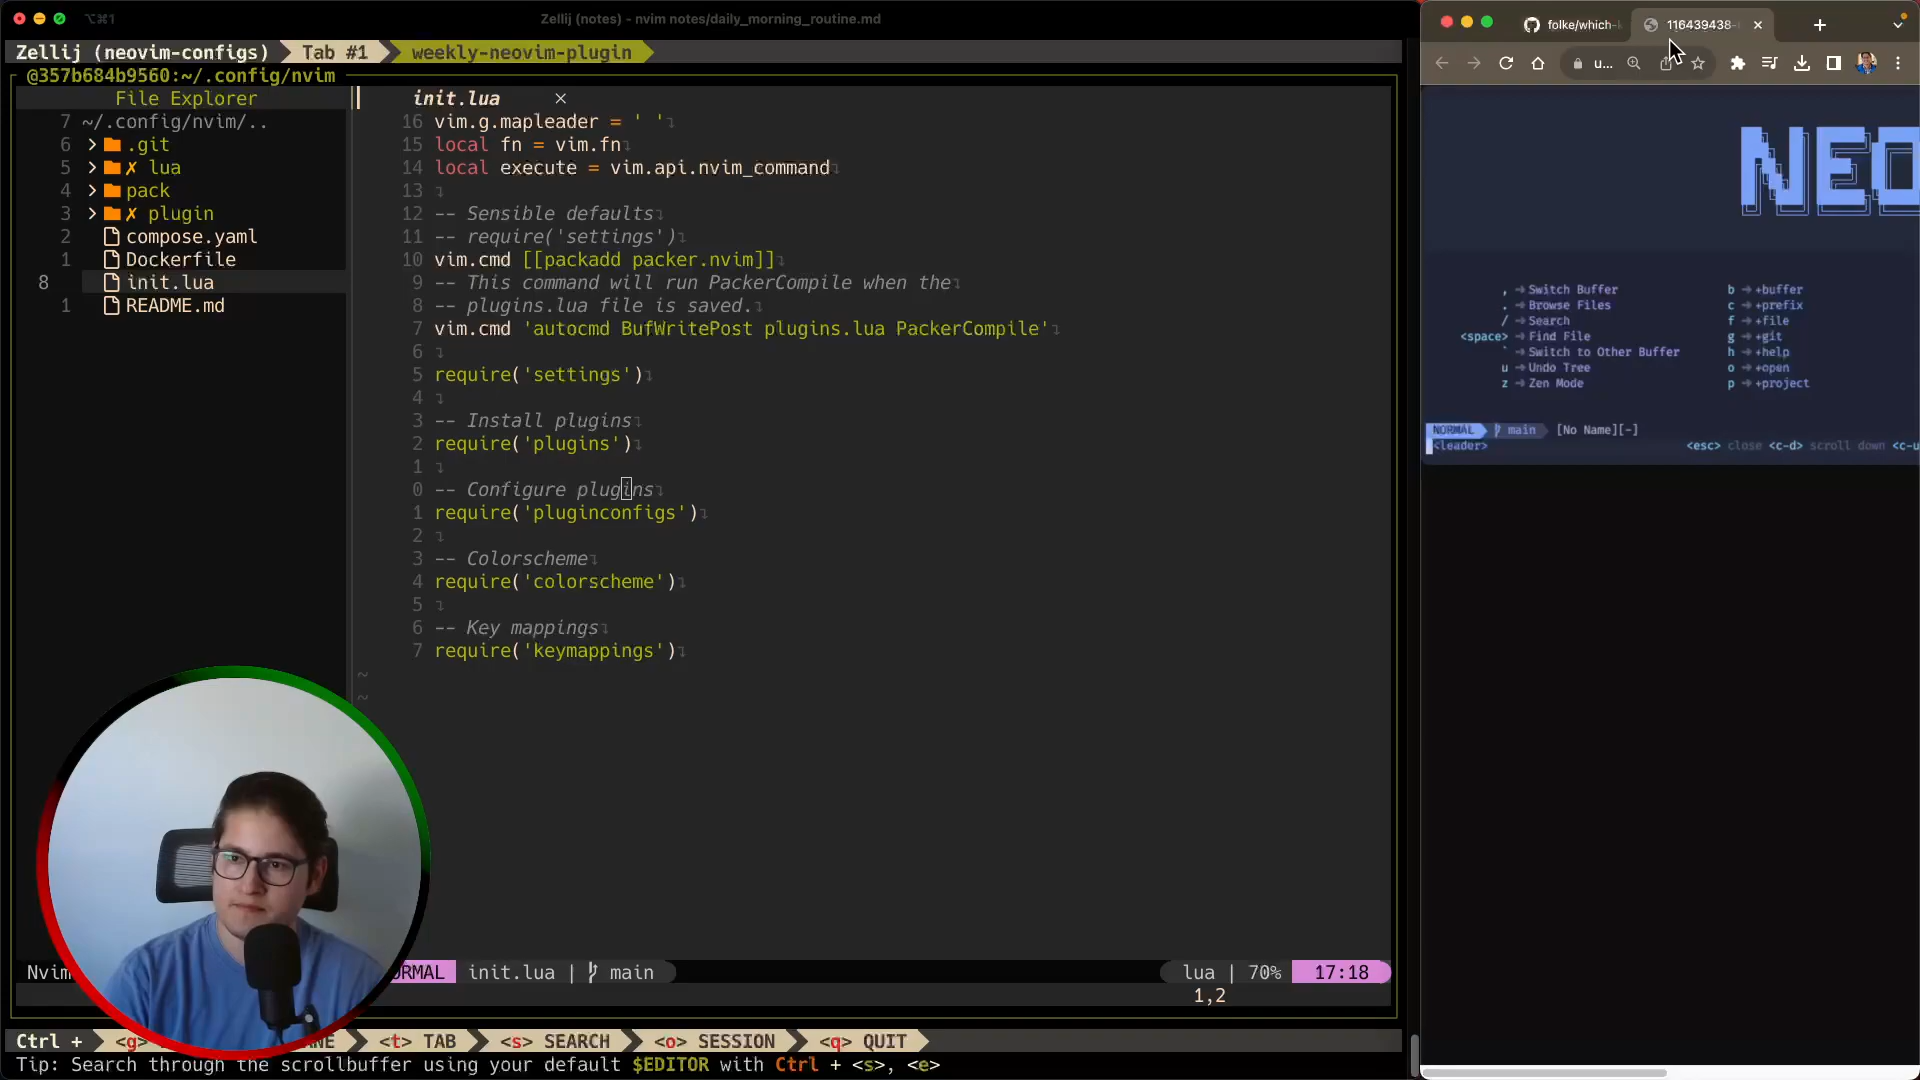 ⌥⌘1
Zellij (notes) - nvim notes/daily_morning_routine.md
Zellij (neovim-configs) Tab #1 weekly-neovim-plugin
@357b684b9560:~/.config/nvim
File Explorer
7 ~/.config/nvim/..
6 .git
5 ✗ lua
4 pack
3 ✗ plugin
2 compose.yaml
1 Dockerfile
8 init.lua
1 README.md
init.lua ×
16 vim.g.mapleader = ' '
15 local fn = vim.fn
14 local execute = vim.api.nvim_command
13
12 -- Sensible defaults
11 -- require('settings')
10 vim.cmd [[packadd packer.nvim]]
9 -- This command will run PackerCompile when the
8 -- plugins.lua file is saved.
7 vim.cmd 'autocmd BufWritePost plugins.lua PackerCompile'
6
5 require('settings')
4
3 -- Install plugins
2 require('plugins')
1
0 -- Configure plugins
1 require('pluginconfigs')
2
3 -- Colorscheme
4 require('colorscheme')
5
6 -- Key mappings
7 require('keymappings')
~
~
Nvim
ORMAL init.lua | main
lua | 70% 17:18
1,2
Ctrl + <g> NE <t> TAB <s> SEARCH <o> SESSION <q> QUIT
Tip: Search through the scrollbuffer using your default $EDITOR with Ctrl + <s>, <e>
folke/which-
116439438-
u...
NEO
, → Switch Buffer
. → Browse Files
/ → Search
<space> → Find File
` → Switch to Other Buffer
u → Undo Tree
z → Zen Mode
b → +buffer
c → +prefix
f → +file
g → +git
h → +help
o → +open
p → +project
NORMAL main [No Name][-]
<leader>
<esc> close <c-d> scroll down <c-u